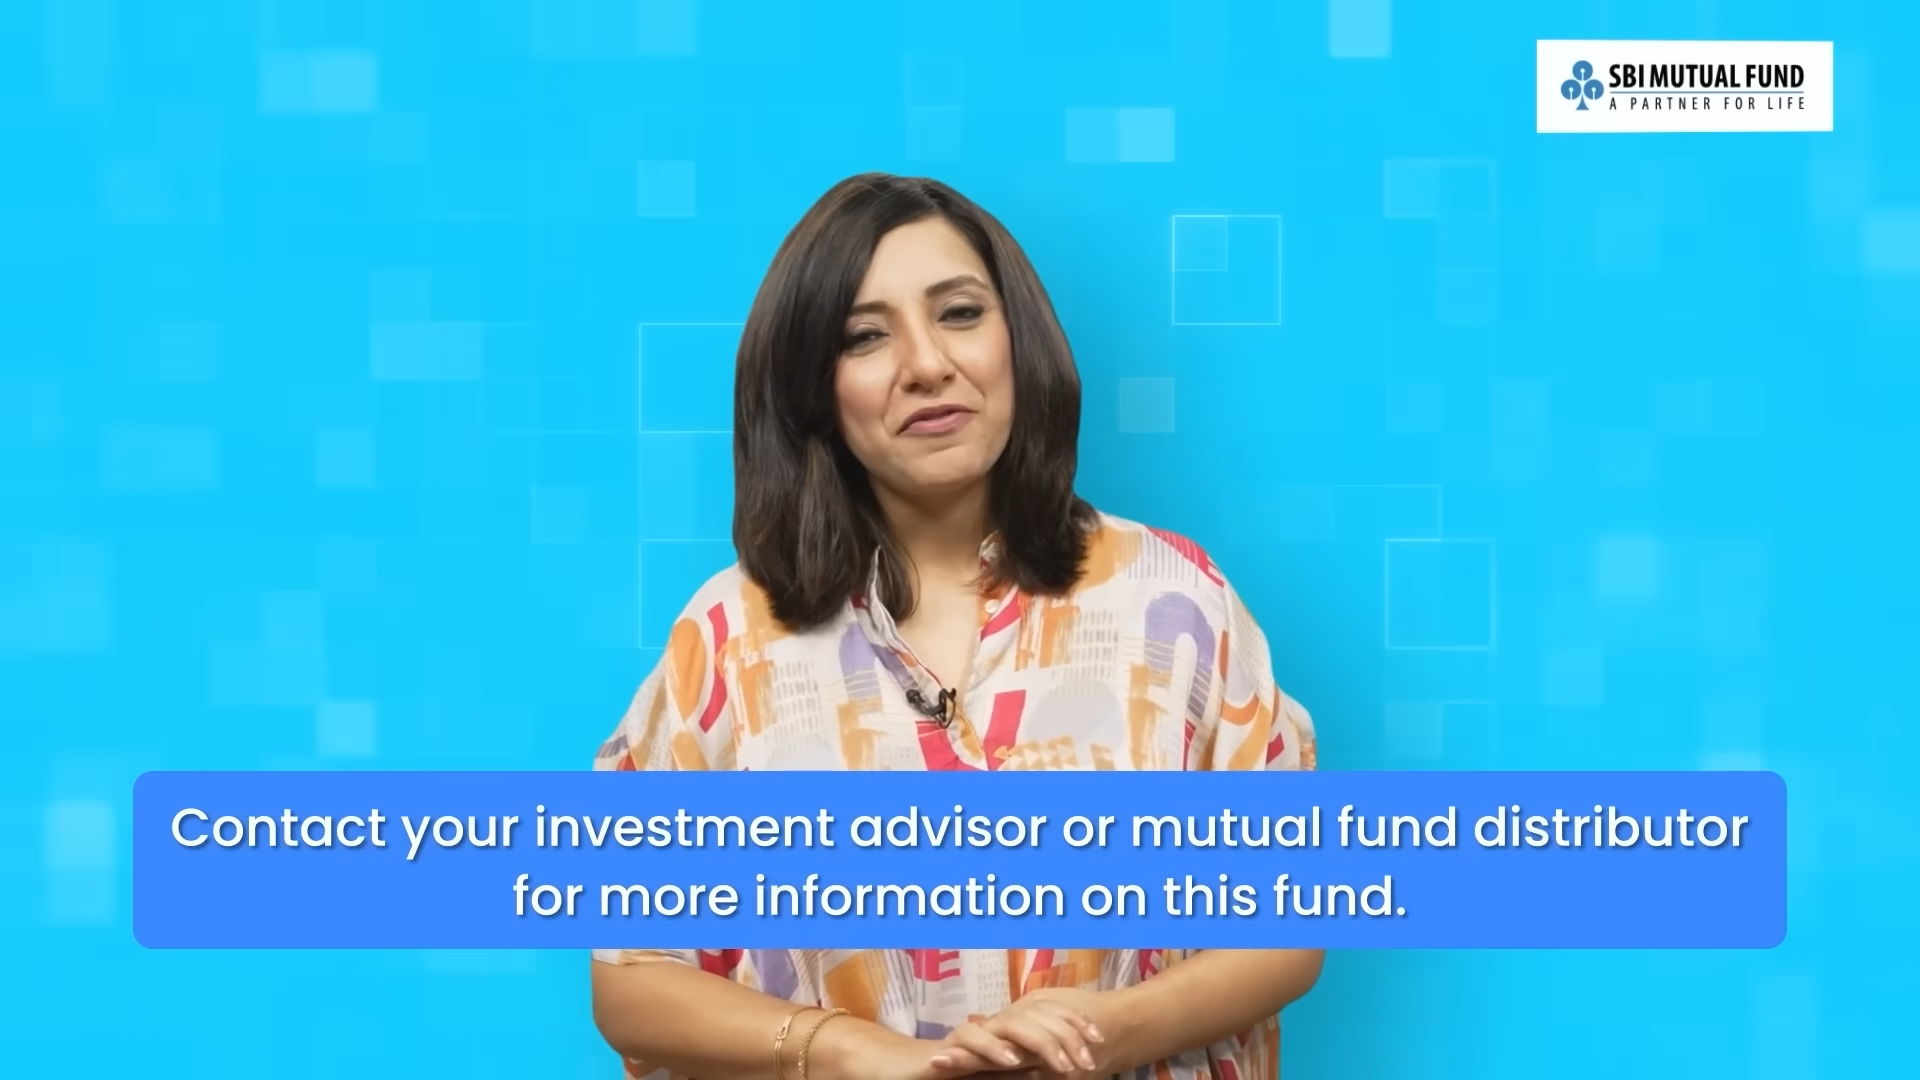 SBI MUTUAL FUND
A PARTNER FOR LIFE
Contact your investment advisor or mutual fund distributor
for more information on this fund.